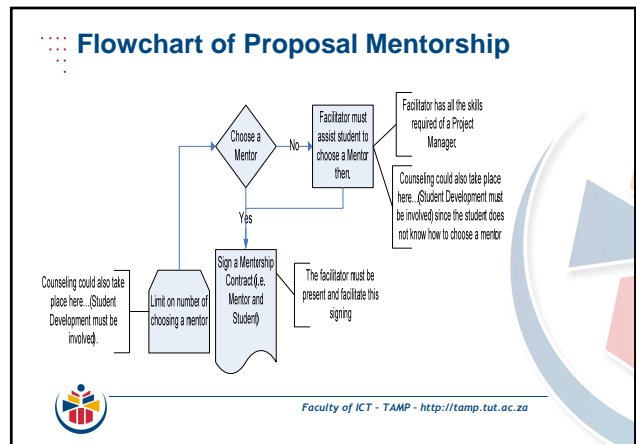 Flowchart of Proposal Mentorship
Choose a
Mentor
No
Facilitator must
assist student to
choose a Mentor
then.
Facilitator has all the skills
required of a Project
Manager.
Counseling could also take
place here...(Student
Development must
be involved) since the student does
not know how to choose a mentor
Yes
Counseling could also take
place here...(Student
Development must be
involved).
Limit on number of
choosing a mentor
Sign a Mentorship
Contract (i.e.
Mentor and
Student)
The facilitator must be
present and facilitate this
signing
Faculty of ICT - TAMP - http://tamp.tut.ac.za